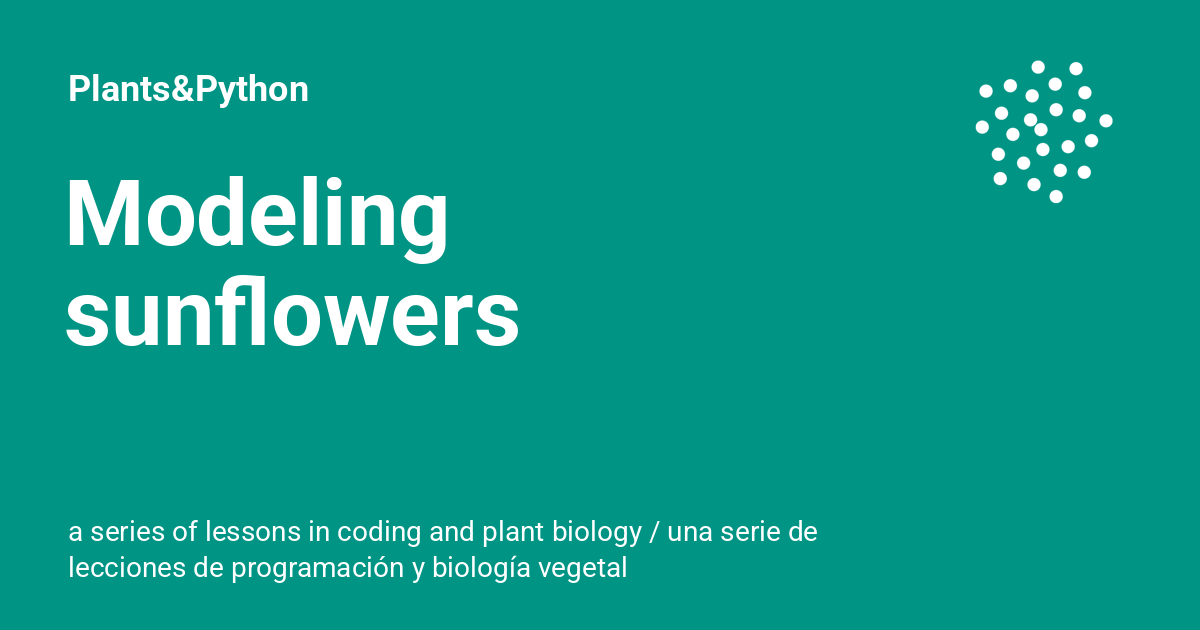 Plants&Python
Modeling
sunflowers
a series of lessons in coding and plant biology / una serie de
lecciones de programación y biología vegetal